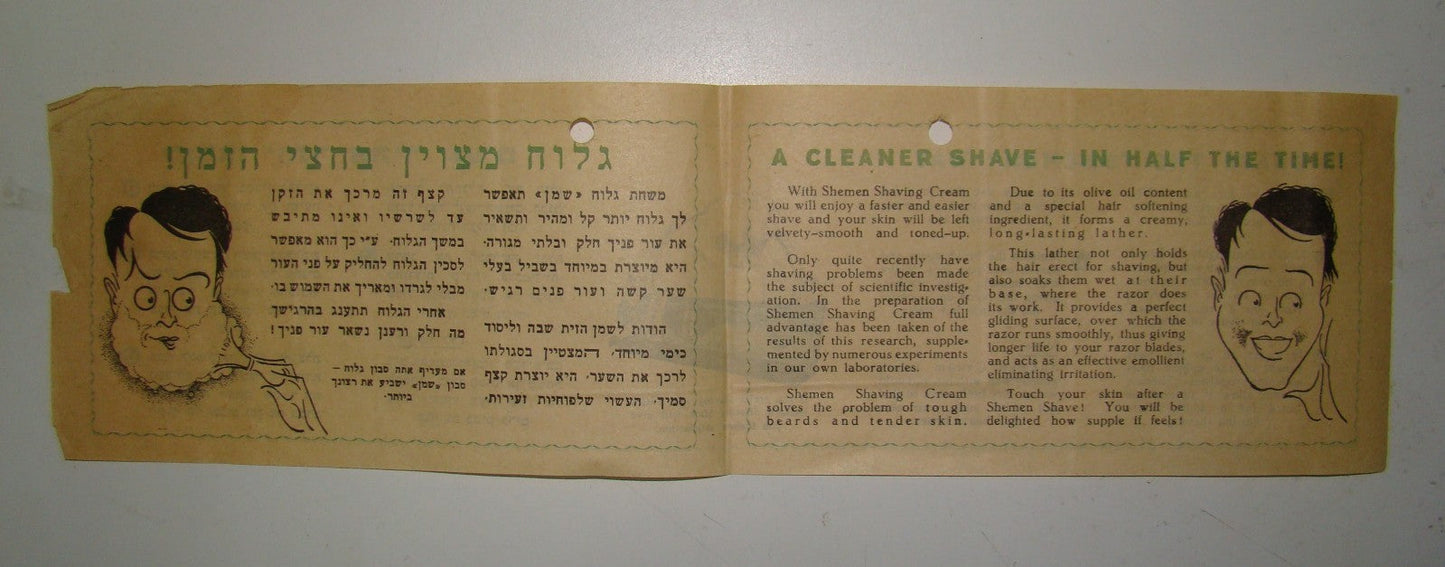 גלוח מצוין בחצי הזמן!
משחת גלוח «שמן» תאפשר
לך גלוח יותר קל ומהיר ותשאיר
את עור פניך חלק ובלתי מגורה.
היא מיוצרת במיוחד בשביל בעלי
שער קשה ועור פנים רגיש.
הודות לשמן הזית שבה וליסוד
כימי מיוחד, המצטיין בסגולתו
לרכך את השער, היא יוצרת קצף
סמיך, העשוי שלפוחיות זעירות.
קצף זה מרכך את הזקן
עד לשרשיו ואינו מתיבש
במשך הגלוח. ע״י כך הוא מאפשר
לסכין הגלוח להחליק על פני העור
מבלי לגרדו ומאריך את השמוש בו.
אחרי הגלוח תתענג בהרגישך
מה חלק ורענן נשאר עור פניך!
אם מעדיף אתה סבון גלוח —
סבון «שמן» ישביע את רצונך
ביותר.
A CLEANER SHAVE – IN HALF THE TIME!
With Shemen Shaving Cream
you will enjoy a faster and easier
shave and your skin will be left
velvety-smooth and toned-up.
Only quite recently have
shaving problems been made
the subject of scientific investig-
ation. In the preparation of
Shemen Shaving Cream full
advantage has been taken of the
results of this research, supple-
mented by numerous experiments
in our own laboratories.
Shemen Shaving Cream
solves the problem of tough
beards and tender skin.
Due to its olive oil content
and a special hair softening
ingredient, it forms a creamy,
long-lasting lather.
This lather not only holds
the hair erect for shaving, but
also soaks them wet at their
base, where the razor does
its work. It provides a perfect
gliding surface, over which the
razor runs smoothly, thus giving
longer life to your razor blades,
and acts as an effective emollient
eliminating irritation.
Touch your skin after a
Shemen Shave! You will be
delighted how supple if feels!